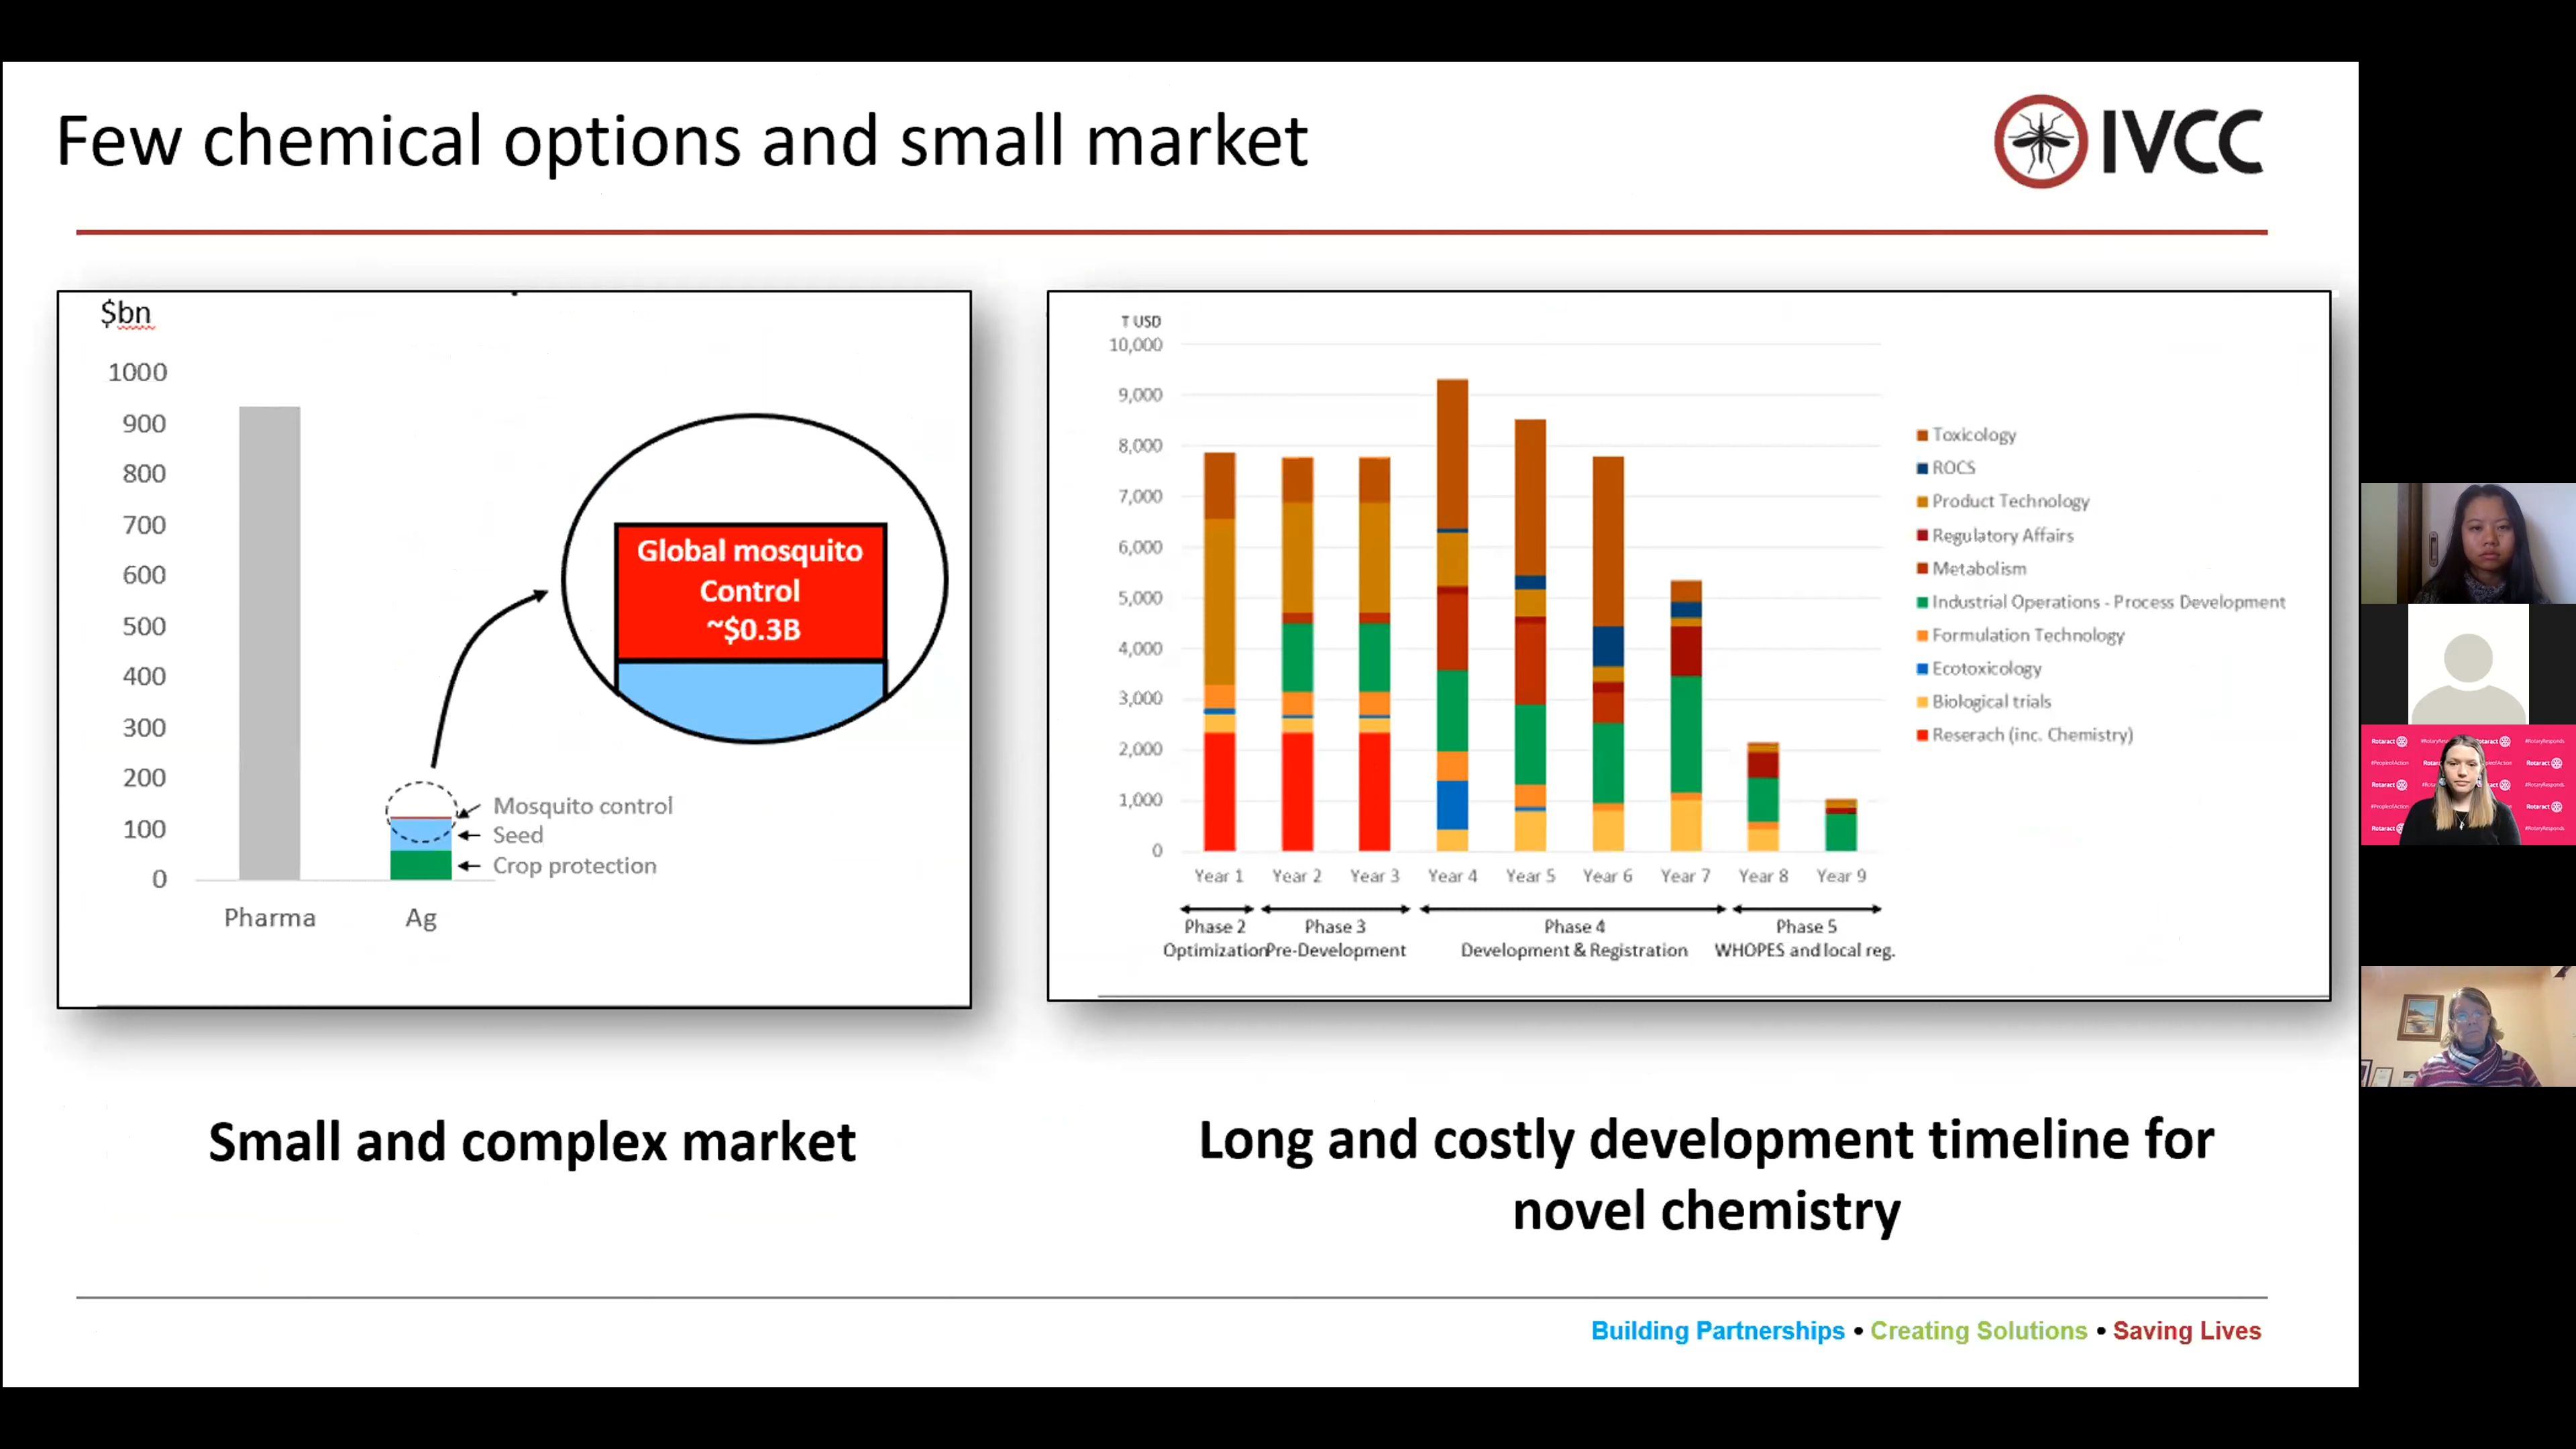 Few chemical options and small market
IVCC
$bn
1000
900
800
700
600
500
400
300
200
100
0
Pharma
Ag
Global mosquito
Control
~$0.3B
Mosquito control
Seed
Crop protection
Small and complex market
T USD
10,000
9,000
8,000
7,000
6,000
5,000
4,000
3,000
2,000
1,000
0
Year 1 Year 2 Year 3 Year 4 Year 5 Year 6 Year 7 Year 8 Year 9
Phase 2 Phase 3 Phase 4 Phase 5
Optimization Pre-Development Development & Registration WHOPES and local reg.
Toxicology
ROCS
Product Technology
Regulatory Affairs
Metabolism
Industrial Operations - Process Development
Formulation Technology
Ecotoxicology
Biological trials
Reserach (inc. Chemistry)
Long and costly development timeline for
novel chemistry
Building Partnerships • Creating Solutions • Saving Lives
Rotaract